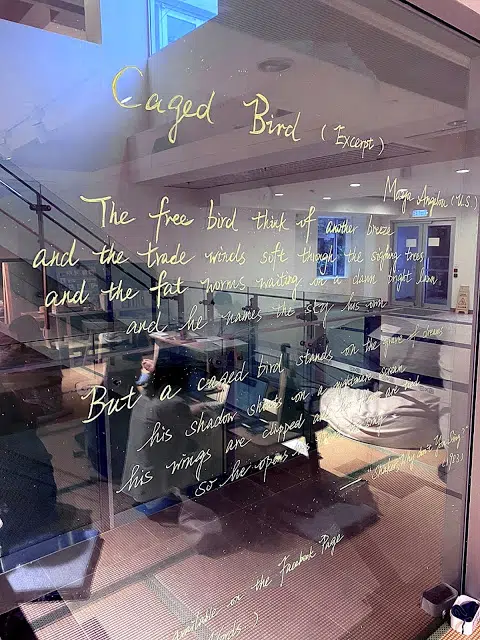 Caged Bird (Excerpt)
Maya Angelou (U.S.)
The free bird think of another breeze
and the trade winds soft through the sighing trees
and the fat worms waiting on a dawn bright lawn
and he names the sky his own
But a caged bird stands on the grave of dreams
his shadow shouts on a nightmare scream
his wings are clipped and his feet are tied
so he opens his throat to sing
available on the Facebook Page